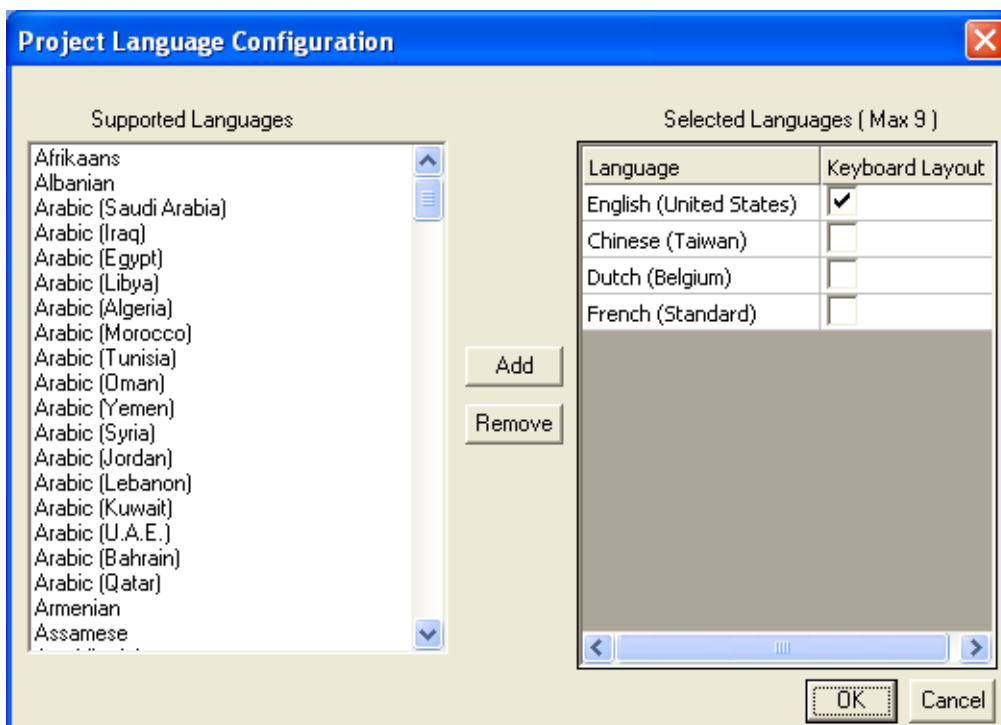 Project Language Configuration
Supported Languages
Afrikaans
Albanian
Arabic (Saudi Arabia)
Arabic (Iraq)
Arabic (Egypt)
Arabic (Libya)
Arabic (Algeria)
Arabic (Morocco)
Arabic (Tunisia)
Arabic (Oman)
Arabic (Yemen)
Arabic (Syria)
Arabic (Jordan)
Arabic (Lebanon)
Arabic (Kuwait)
Arabic (U.A.E.)
Arabic (Bahrain)
Arabic (Qatar)
Armenian
Assamese
Add
Remove
Selected Languages ( Max 9 )
Language Keyboard Layout
English (United States)
Chinese (Taiwan)
Dutch (Belgium)
French (Standard)
OK Cancel